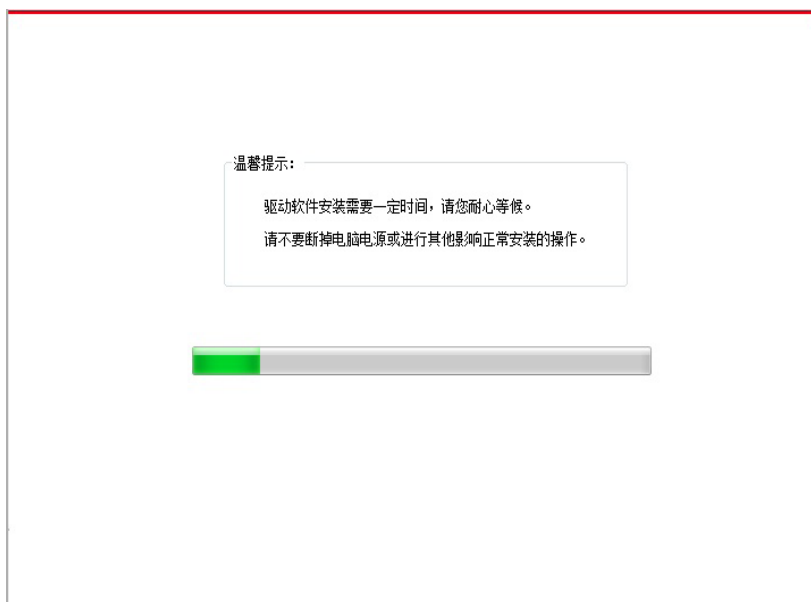 温馨提示：
驱动软件安装需要一定时间，请您耐心等候。
请不要断掉电脑电源或进行其他影响正常安装的操作。